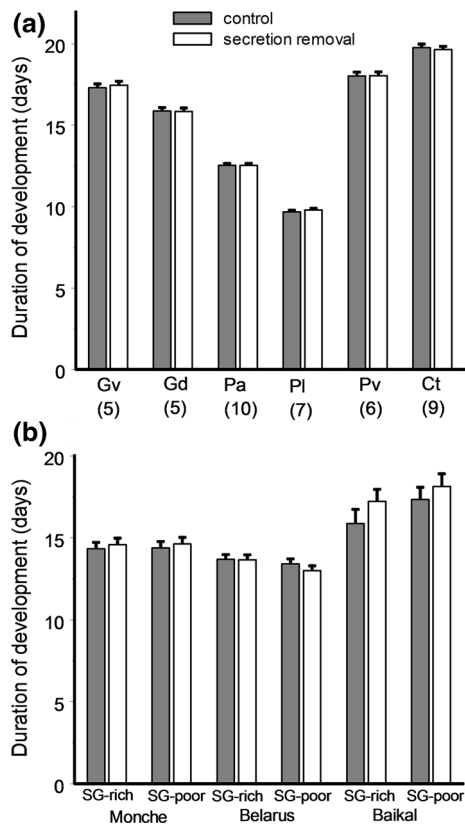 (a)
control
secretion removal
Duration of development (days)
20
15
10
5
0
Gv Gd Pa Pl Pv Ct
(5) (5) (10) (7) (6) (9)
(b)
Duration of development (days)
20
15
10
5
0
SG-rich SG-poor SG-rich SG-poor SG-rich SG-poor
Monche Belarus Baikal